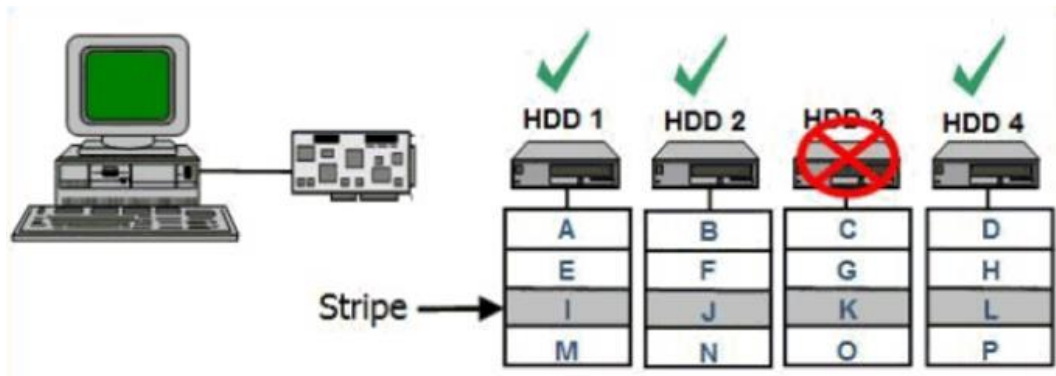 HDD 1 HDD 2 HDD 3 HDD 4
A B C D
E F G H
Stripe I J K L
M N O P